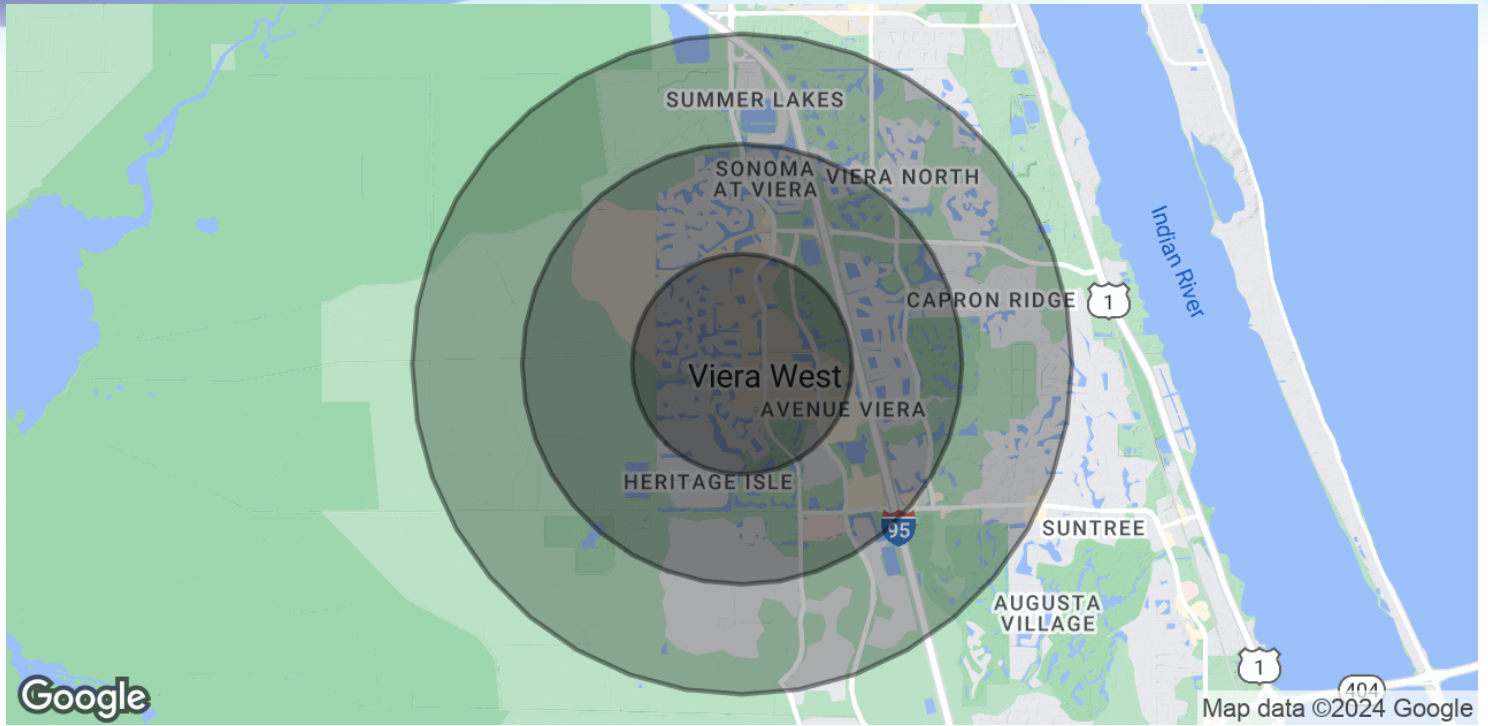 SUMMER LAKES
SONOMA
AT VIERA
VIERA NORTH
Indian River
CAPRON RIDGE
1
Viera West
AVENUE VIERA
HERITAGE ISLE
95
SUNTREE
AUGUSTA
VILLAGE
1
404
Google
Map data ©2024 Google